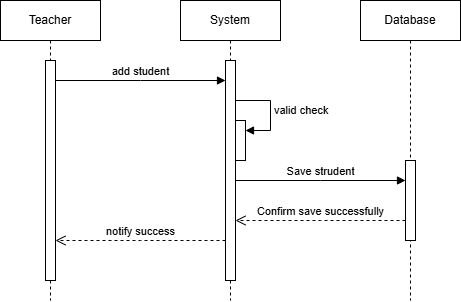 Teacher
System
Database
add student
valid check
Save strudent
Confirm save successfully
notify success